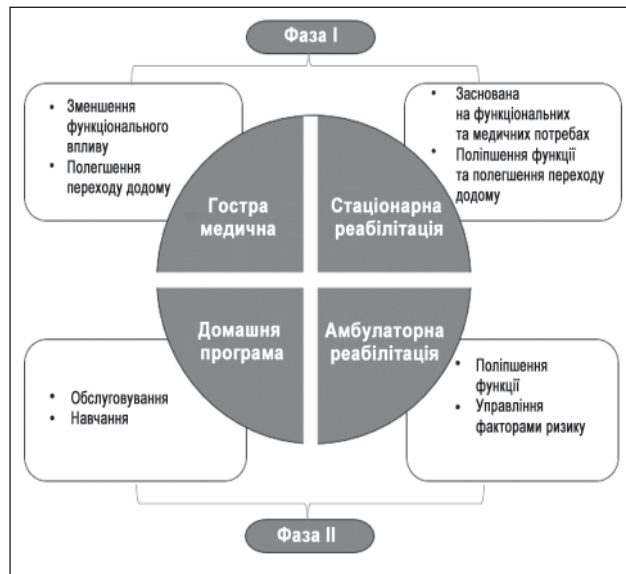 Фаза I
• Зменшення
функціонального
впливу
• Полегшення
переходу додому
• Заснована
на функціональних
та медичних потребах
• Поліпшення функції
та полегшення переходу
додому
Гостра
медична
Стаціонарна
реабілітація
Домашня
програма
Амбулаторна
реабілітація
• Обслуговування
• Навчання
• Поліпшення
функції
• Управління
факторами ризику
Фаза II